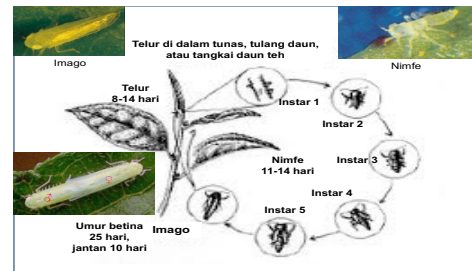 Telur di dalam tunas, tulang daun,
atau tangkai daun teh
Imago
Nimfe
Telur
8-14 hari
Instar 1
Instar 2
Nimfe
11-14 hari
Instar 3
Instar 4
Instar 5
Imago
Umur betina
25 hari,
jantan 10 hari